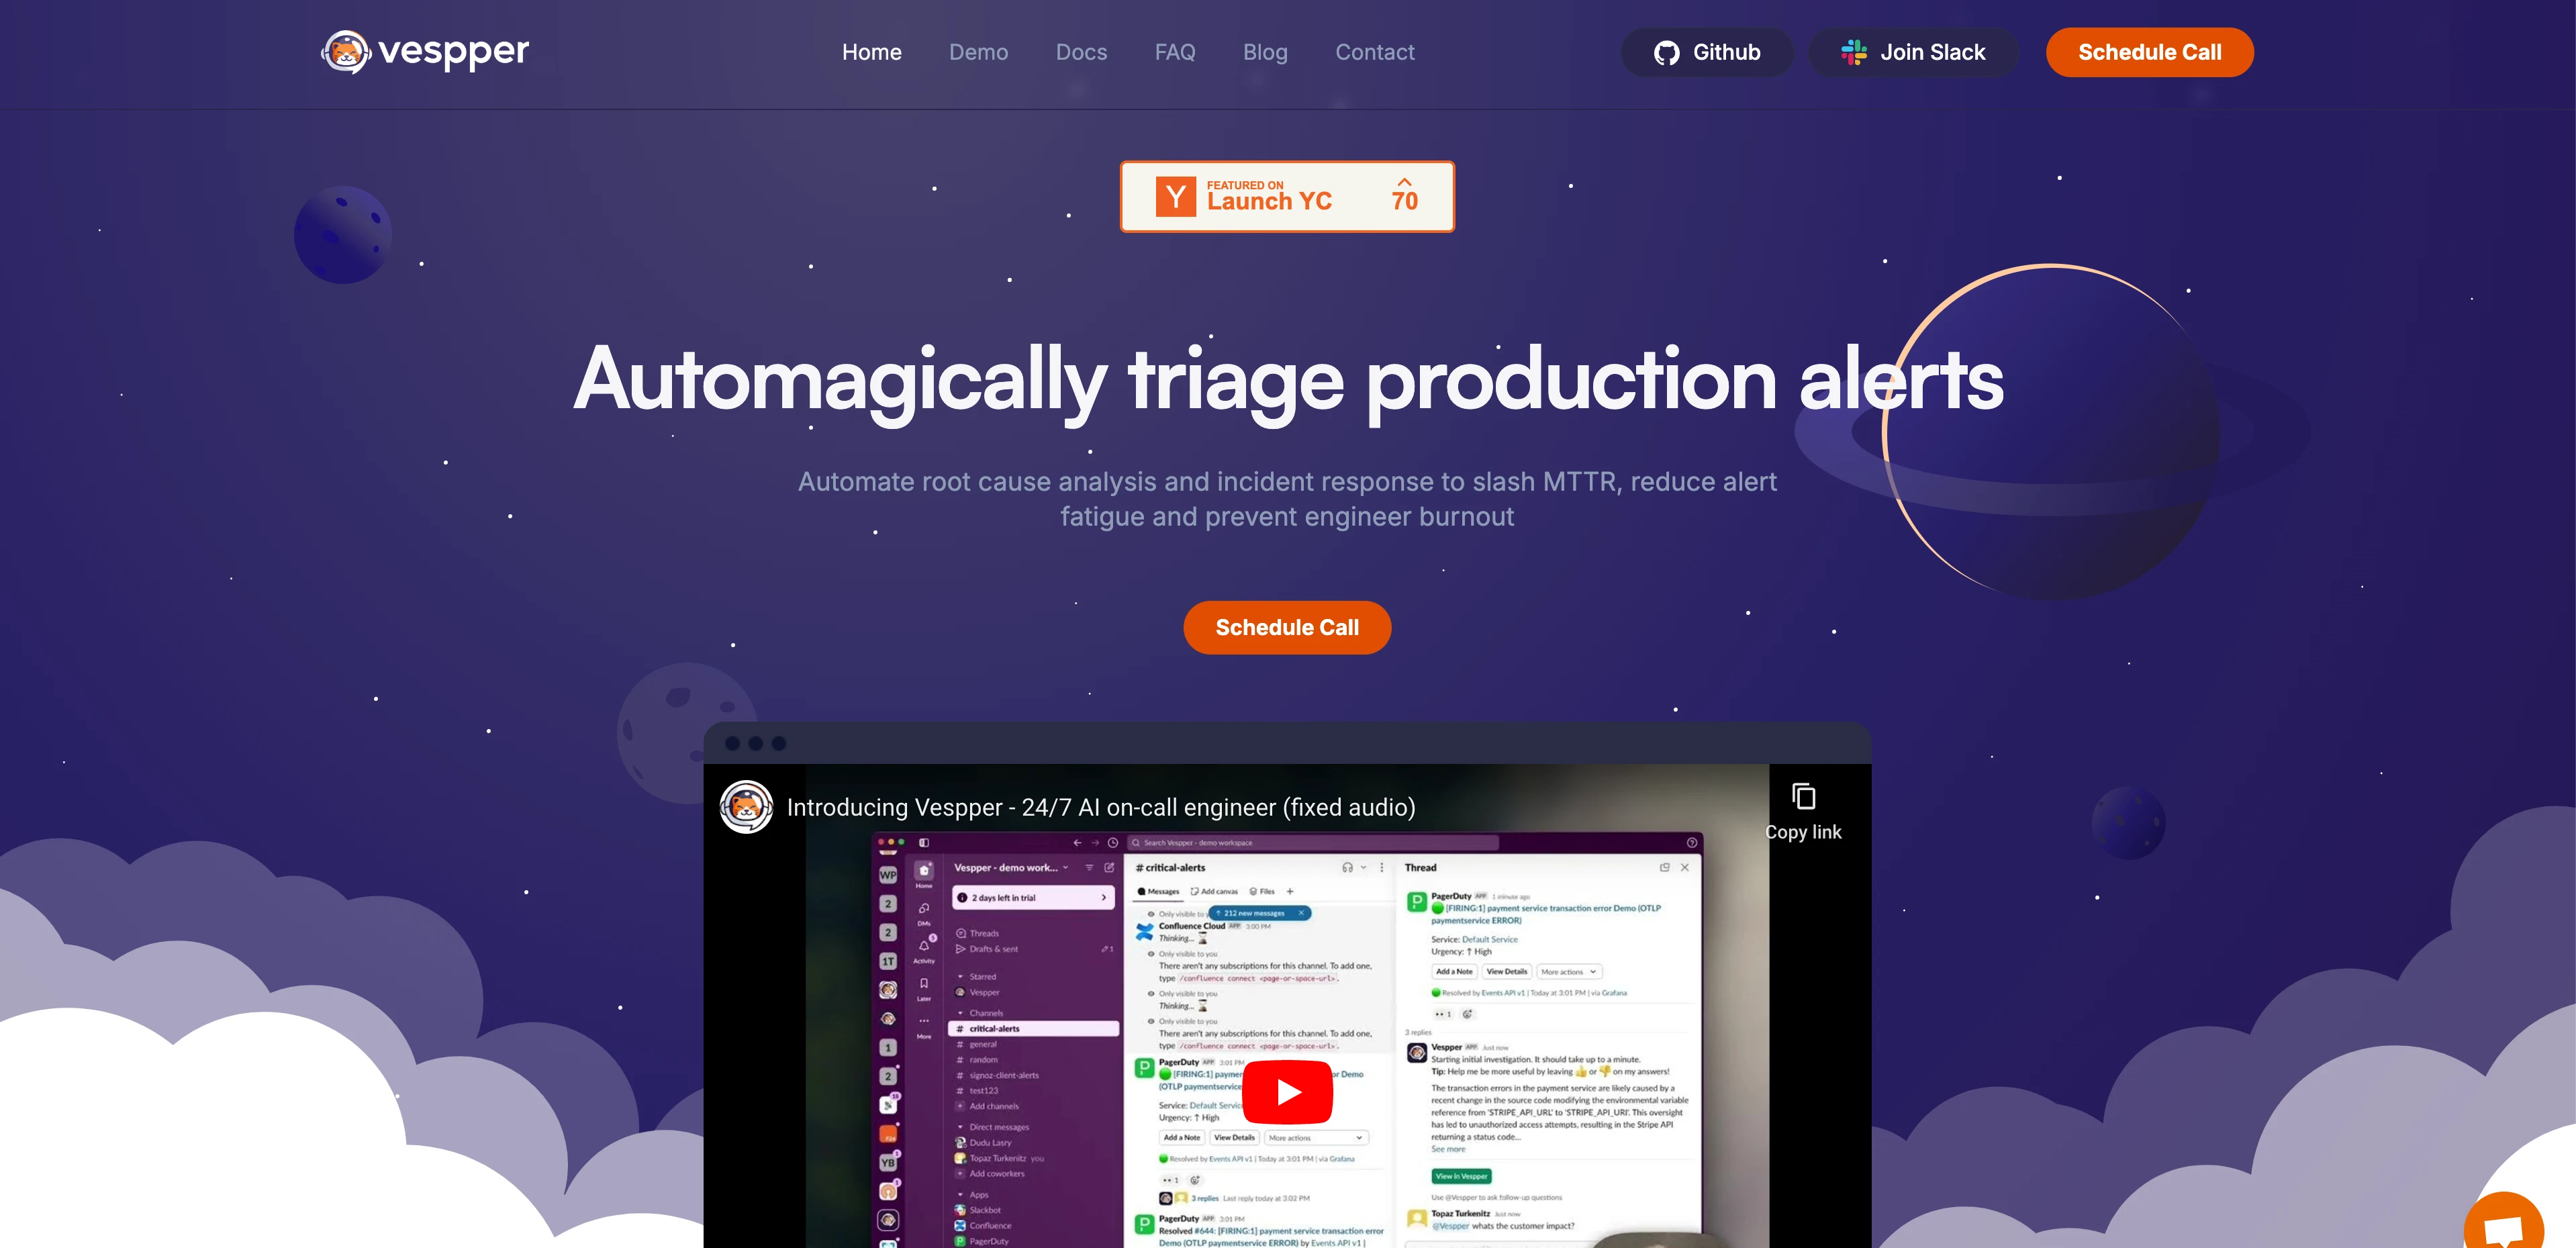 vespper
Home
Demo
Docs
FAQ
Blog
Contact
Github
Join Slack
Schedule Call
FEATURED ON
Launch YC
70
Automagically triage production alerts
Automate root cause analysis and incident response to slash MTTR, reduce alert
fatigue and prevent engineer burnout
Schedule Call
Introducing Vespper - 24/7 AI on-call engineer (fixed audio)
Copy link
Search Vespper - demo workspace
WP
2
2
1T
1
2
YB
Home
DMs
Activity
Later
More
Vespper - demo work...
2 days left in trial
Threads
Drafts & sent
1
Starred
Vespper
Channels
# critical-alerts
# general
# random
# signoz-client-alerts
# test123
Add channels
Direct messages
Dudu Lasry
Topaz Turkenitz you
Add coworkers
Apps
Slackbot
Confluence
PagerDuty
# critical-alerts
Messages
Add canvas
Files
Only visible to y
212 new messages
Confluence Cloud APP 3:00 PM
Thinking...
Only visible to you
There aren't any subscriptions for this channel. To add one,
type /confluence connect <page-or-space-url>.
Only visible to you
Thinking...
Only visible to you
There aren't any subscriptions for this channel. To add one,
type /confluence connect <page-or-space-url>.
PagerDuty APP 3:01 PM
[FIRING:1] paymen
or Demo
(OTLP paymentservice
Service: Default Servic
Urgency: ↑ High
Add a Note
View Details
More actions
Resolved by Events API v1 | Today at 3:01 PM | via Grafana
1
3 replies Last reply today at 3:02 PM
PagerDuty APP 3:01 PM
Resolved #644: [FIRING:1] payment service transaction error
Demo (OTLP paymentservice ERROR) by Events API v1 |
Thread
PagerDuty APP 1 minute ago
[FIRING:1] payment service transaction error Demo (OTLP
paymentservice ERROR)
Service: Default Service
Urgency: ↑ High
Add a Note
View Details
More actions
Resolved by Events API v1 | Today at 3:01 PM | via Grafana
1
3 replies
Vespper APP Just now
Starting initial investigation. It should take up to a minute.
Tip: Help me be more useful by leaving 👍 or 👎 on my answers!
The transaction errors in the payment service are likely caused by a
recent change in the source code modifying the environmental variable
reference from 'STRIPE_API_URL' to 'STRIPE_API_URI'. This oversight
has led to unauthorized access attempts, resulting in the Stripe API
returning a status code...
See more
View in Vespper
Use @Vespper to ask follow-up questions
Topaz Turkenitz Just now
@Vespper whats the customer impact?